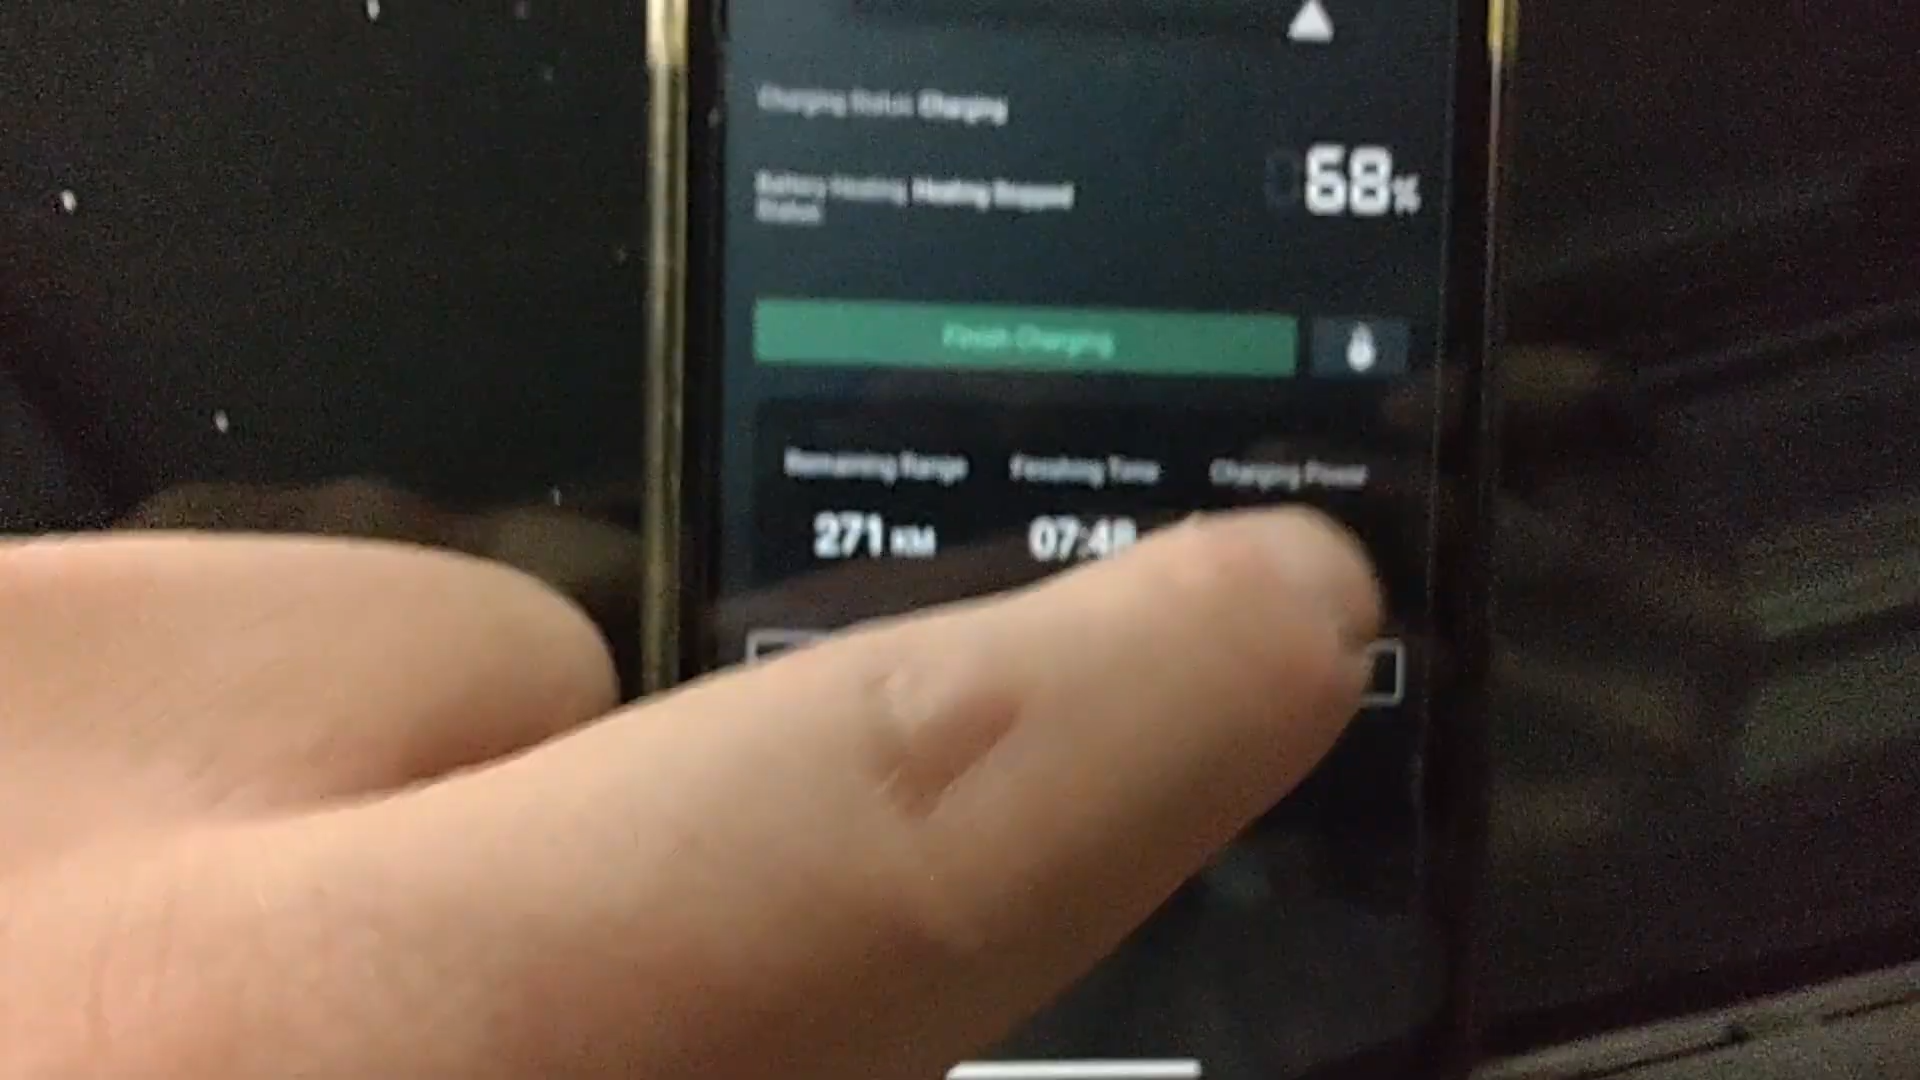 Charging Status: Charging
Battery Heating Heating Stopped
Status:
68%
Finish Charging
Remaining Range Finishing Time Charging Power
271 KM 07:48